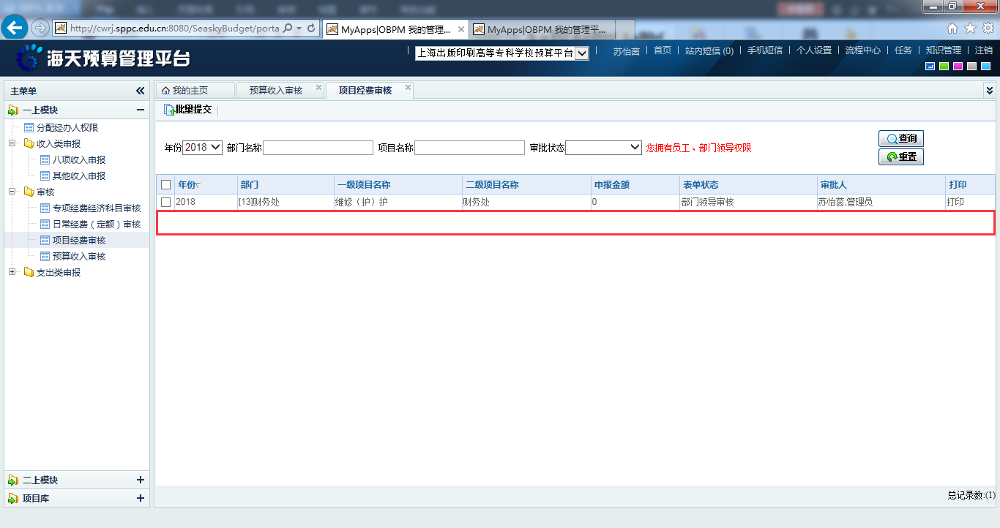 http://cwrj.sppc.edu.cn:8080/SeaskyBudget/porta
MyApps|OBPM 我的管理...
MyApps|OBPM 我的管理平...
海天预算管理平台
上海出版印刷高等专科学校预算平台
苏怡茵 | 首页 | 站内短信 (0) | 手机短信 | 个人设置 | 流程中心 | 任务 | 知识管理 | 注销
主菜单
一上模块
分配经办人权限
收入类申报
八项收入申报
其他收入申报
审核
专项经费经济科目审核
日常经费（定额）审核
项目经费审核
预算收入审核
支出类申报
二上模块
项目库
我的主页 预算收入审核 项目经费审核
批量提交
年份 2018 部门名称 项目名称 审批状态 您拥有员工、部门领导权限
查询
重置
年份 部门 一级项目名称 二级项目名称 申报金额 表单状态 审批人 打印
2018 [13]财务处 维修（护）护 财务处 0 部门领导审核 苏怡茵,管理员 打印
总记录数:(1)